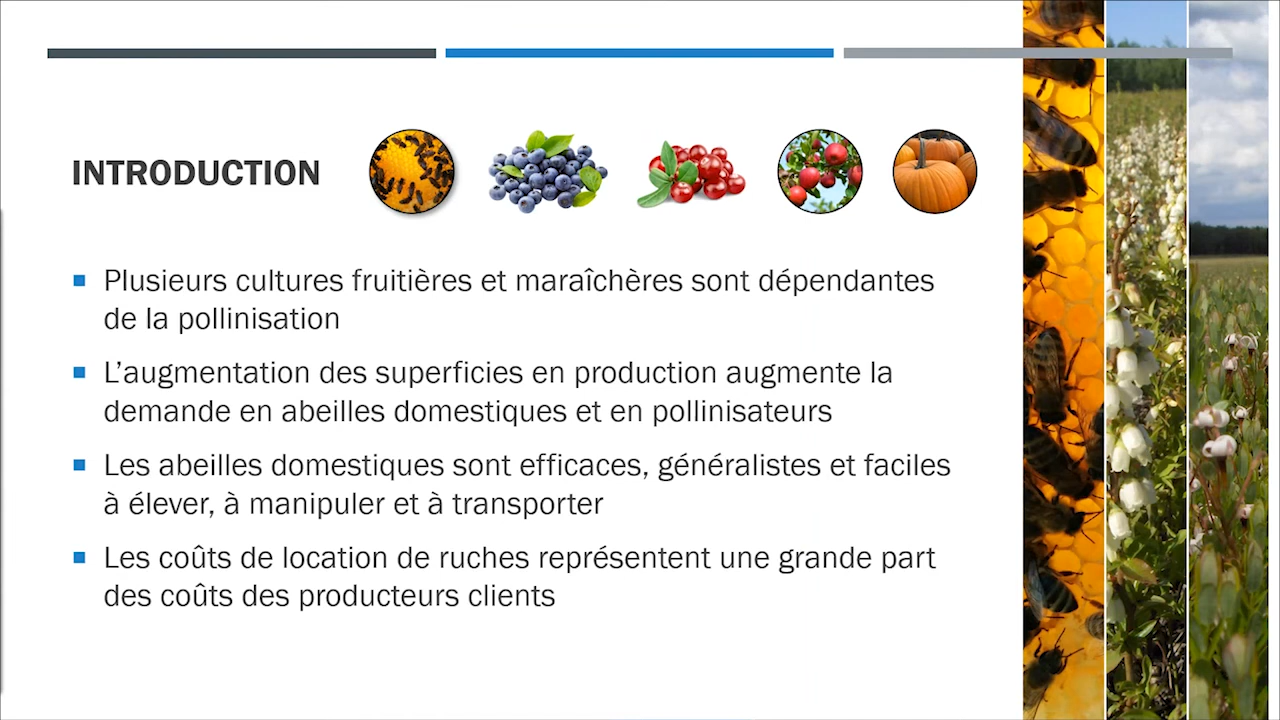 INTRODUCTION
Plusieurs cultures fruitières et maraîchères sont dépendantes
de la pollinisation
L'augmentation des superficies en production augmente la
demande en abeilles domestiques et en pollinisateurs
Les abeilles domestiques sont efficaces, généralistes et faciles
à élever, à manipuler et à transporter
Les coûts de location de ruches représentent une grande part
des coûts des producteurs clients